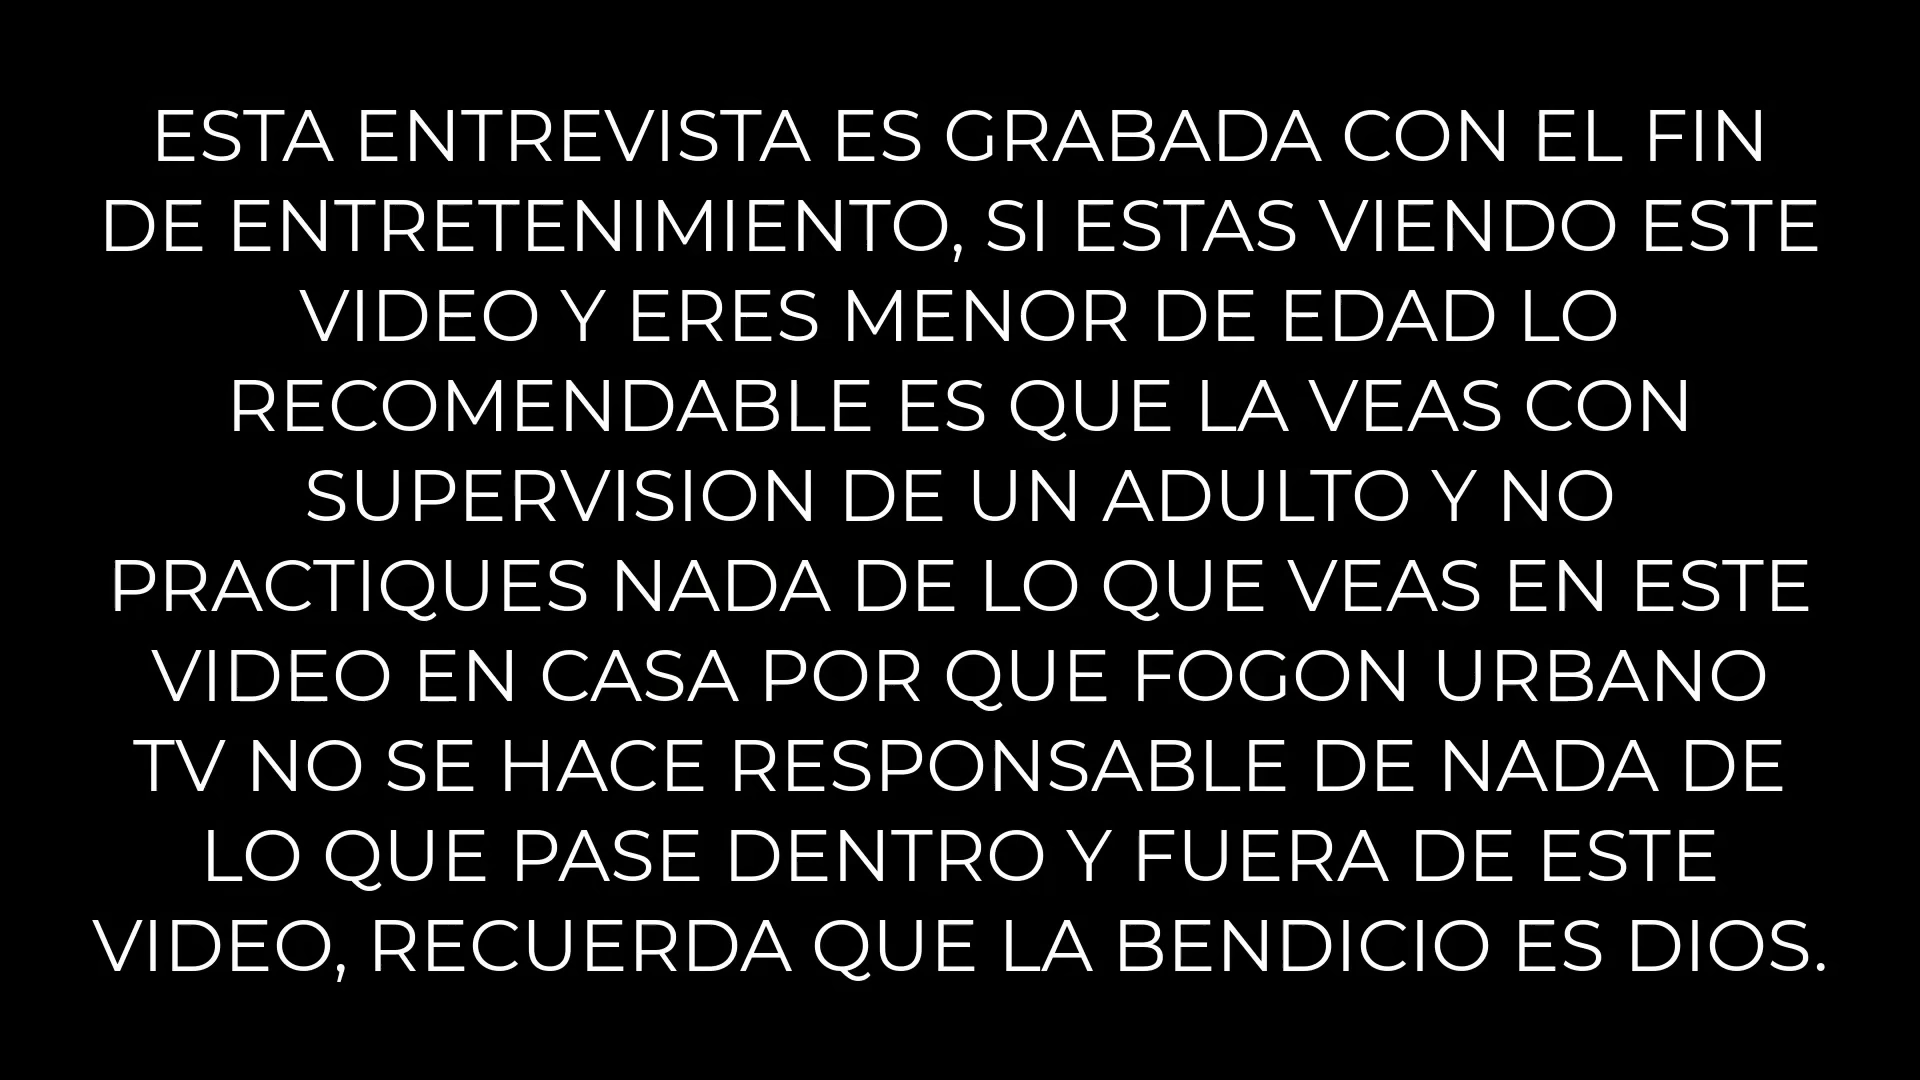 ESTA ENTREVISTA ES GRABADA CON EL FIN
DE ENTRETENIMIENTO, SI ESTAS VIENDO ESTE
VIDEO Y ERES MENOR DE EDAD LO
RECOMENDABLE ES QUE LA VEAS CON
SUPERVISION DE UN ADULTO Y NO
PRACTIQUES NADA DE LO QUE VEAS EN ESTE
VIDEO EN CASA POR QUE FOGON URBANO
TV NO SE HACE RESPONSABLE DE NADA DE
LO QUE PASE DENTRO Y FUERA DE ESTE
VIDEO, RECUERDA QUE LA BENDICIO ES DIOS.